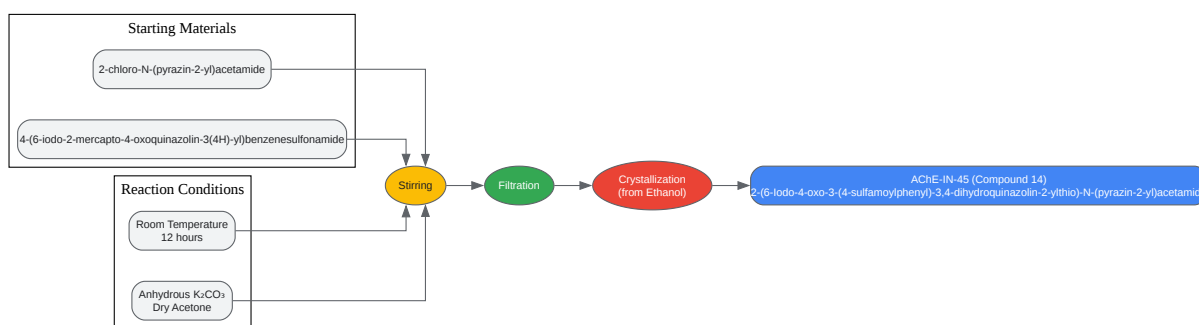 Starting Materials
2-chloro-N-(pyrazin-2-yl)acetamide
4-(6-iodo-2-mercapto-4-oxoquinazolin-3(4H)-yl)benzenesulfonamide
Reaction Conditions
Room Temperature
12 hours
Anhydrous K₂CO₃
Dry Acetone
Stirring
Filtration
Crystallization
(from Ethanol)
AChE-IN-45 (Compound 14)
2-(6-Iodo-4-oxo-3-(4-sulfamoylphenyl)-3,4-dihydroquinazolin-2-ylthio)-N-(pyrazin-2-yl)acetamide